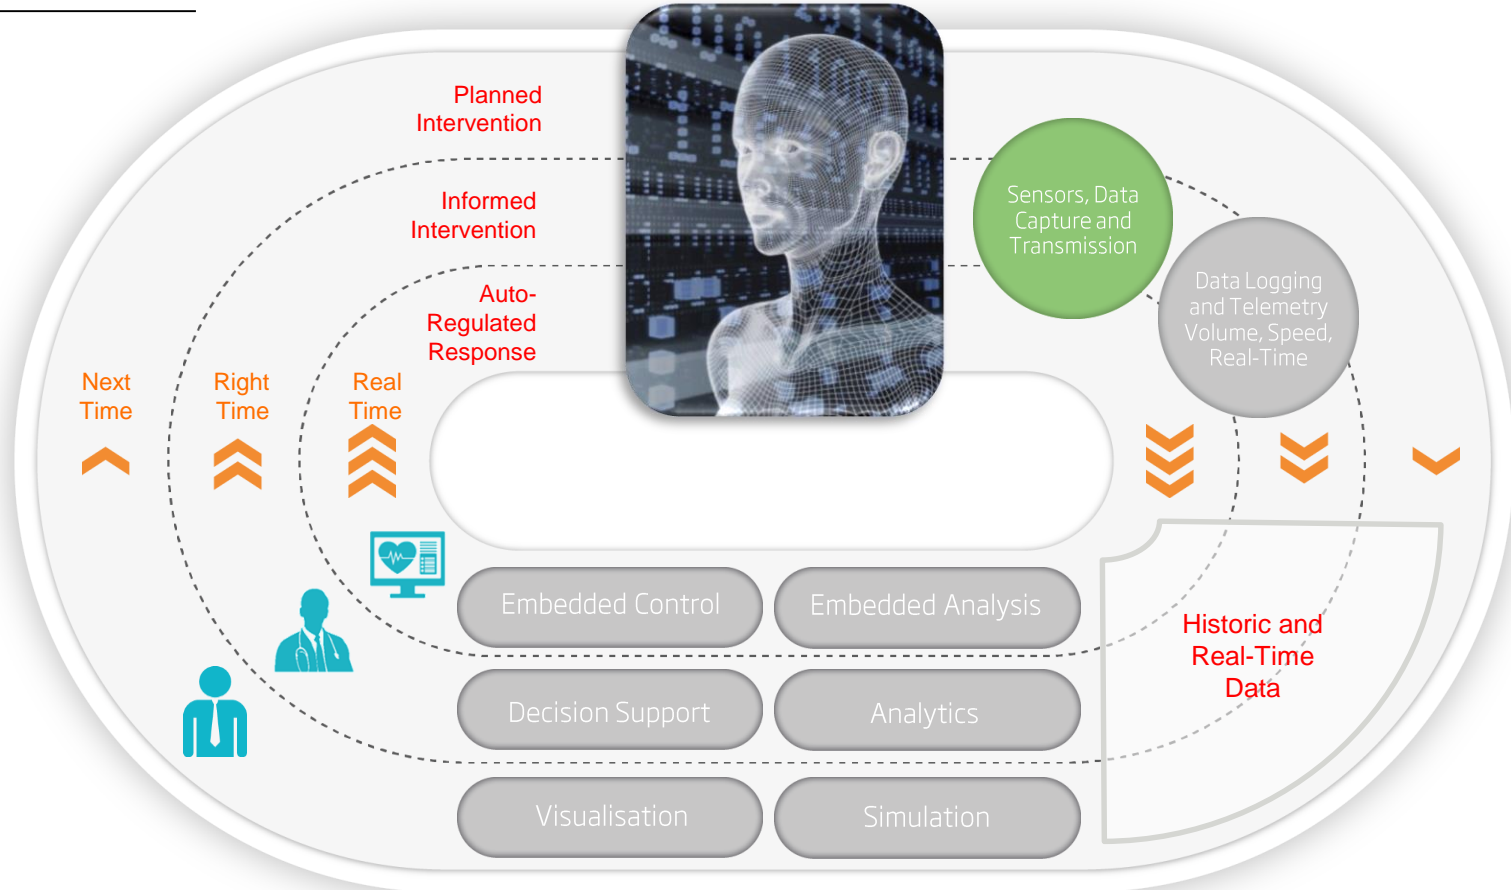 Planned
Intervention
Informed
Intervention
Auto-
Regulated
Response
Next
Time
Right
Time
Real
Time
Sensors, Data
Capture and
Transmission
Data Logging
and Telemetry
Volume, Speed,
Real-Time
Embedded Control
Embedded Analysis
Decision Support
Analytics
Visualisation
Simulation
Historic and
Real-Time
Data